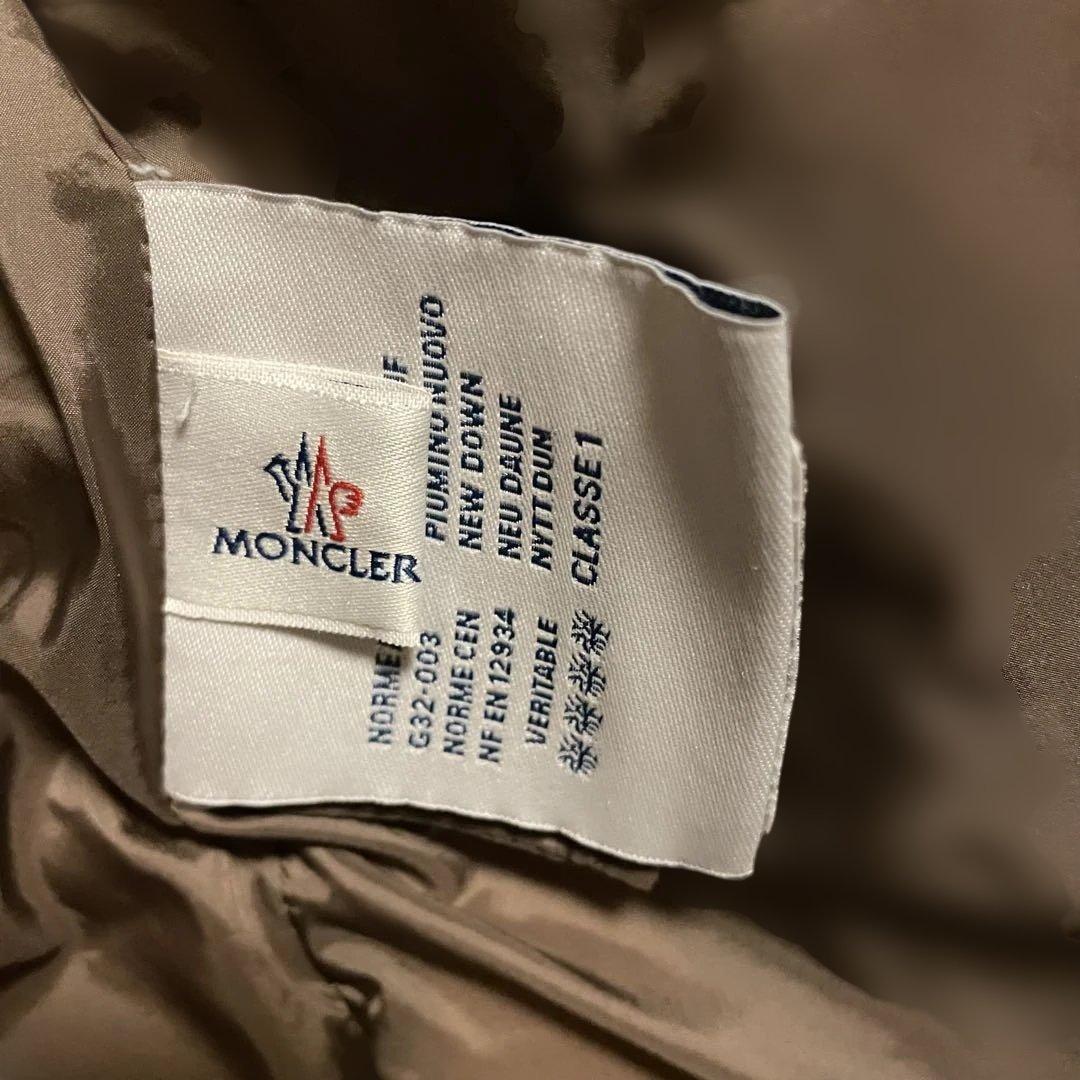 MONCLER
NORME
G32-003
NORME CEN
NF EN 12934
VERITABLE
PIUMINO NUOVO
NEW DOWN
NEU DAUNE
NYTT DUN
CLASSE 1